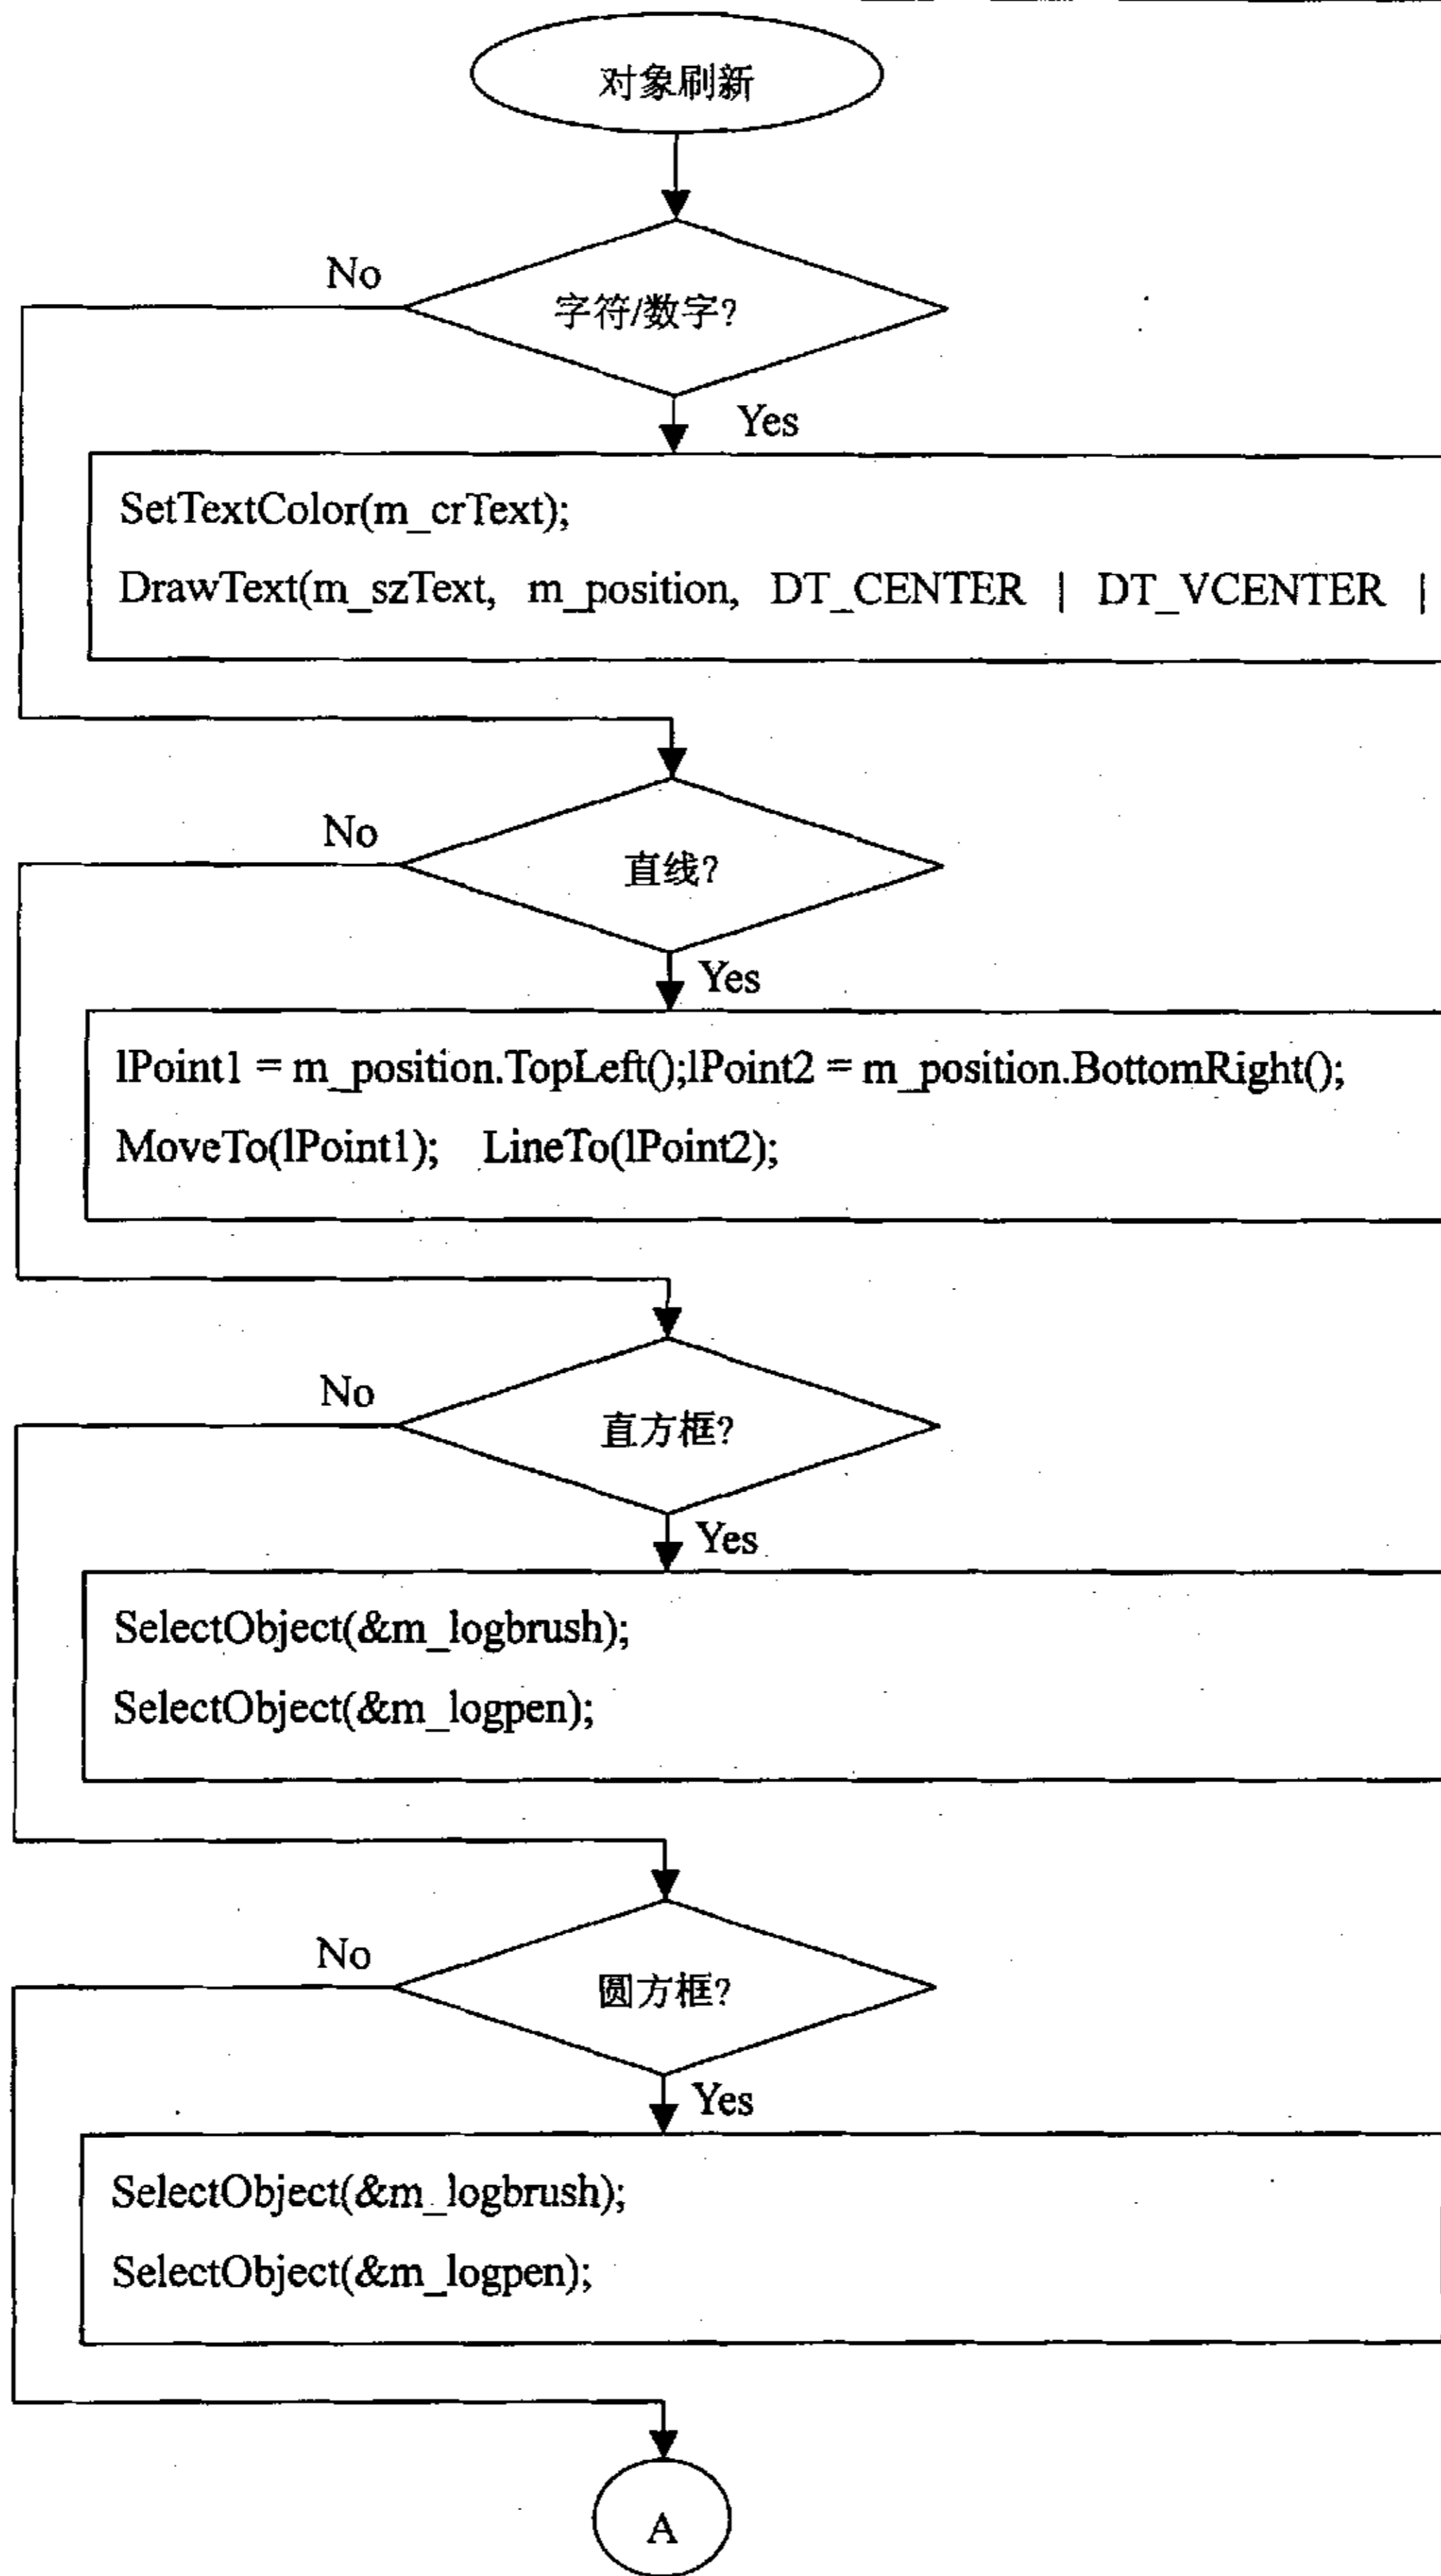 对象刷新
No
字符/数字?
Yes
SetTextColor(m_crText);
DrawText(m_szText, m_position, DT_CENTER | DT_VCENTER |
No
直线?
Yes
lPoint1 = m_position.TopLeft();lPoint2 = m_position.BottomRight();
MoveTo(lPoint1); LineTo(lPoint2);
No
直方框?
Yes
SelectObject(&m_logbrush);
SelectObject(&m_logpen);
No
圆方框?
Yes
SelectObject(&m_logbrush);
SelectObject(&m_logpen);
A